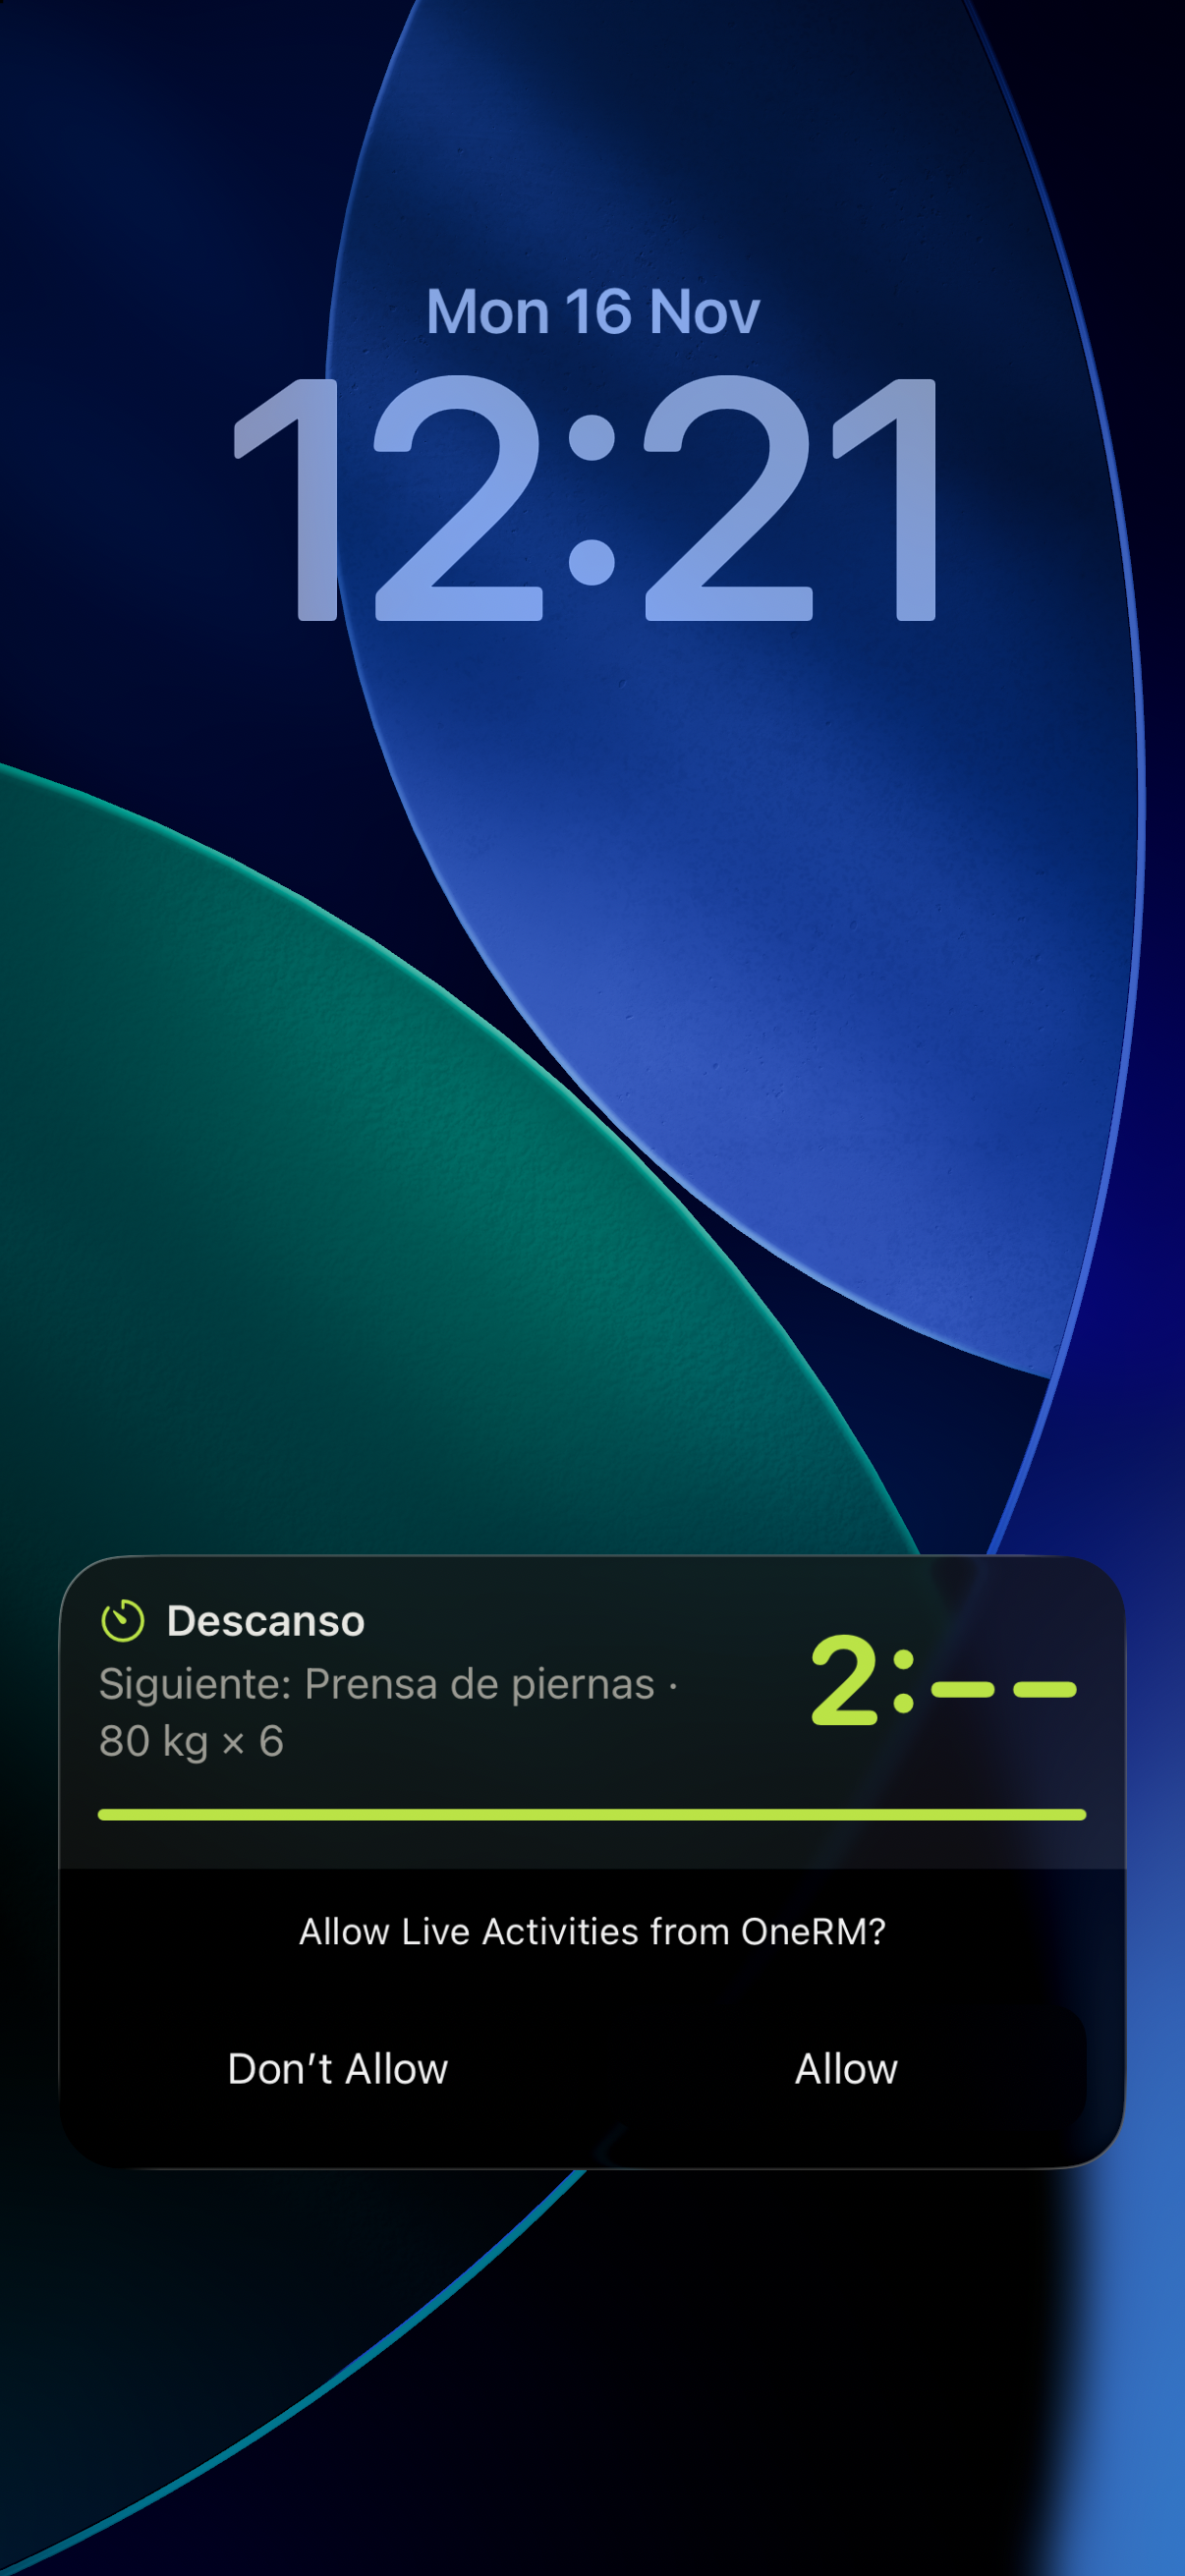 Mon 16 Nov
12:21
Descanso
Siguiente: Prensa de piernas ·
80 kg × 6
2:--
Allow Live Activities from OneRM?
Don’t Allow
Allow